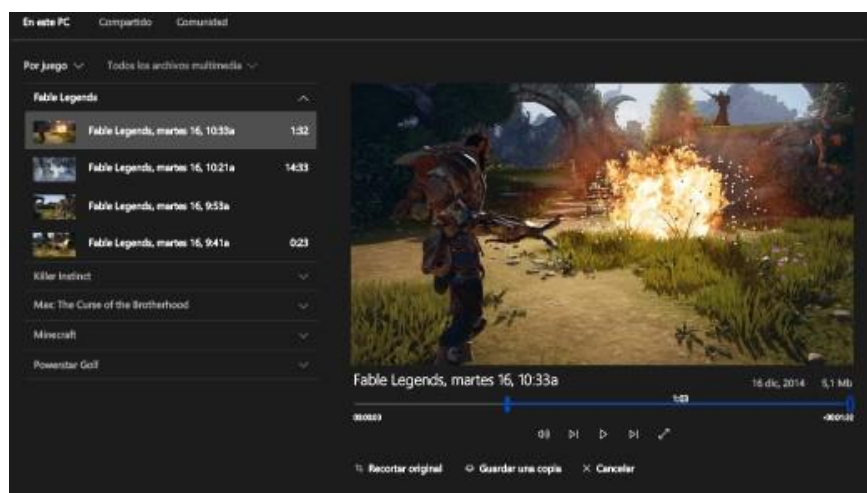 En este PC Compartido Comunidad
Por juego Todos los archivos multimedia
Fable Legends
Fable Legends, martes 16, 10:33a 1:32
Fable Legends, martes 16, 10:21a 14:33
Fable Legends, martes 16, 9:53a
Fable Legends, martes 16, 9:41a 0:23
Killer Instinct
Max: The Curse of the Brotherhood
Minecraft
Powerstar Golf
Fable Legends, martes 16, 10:33a 16 dic, 2014 5,1 Mb
1:03
Recortar original Guardar una copia Cancelar